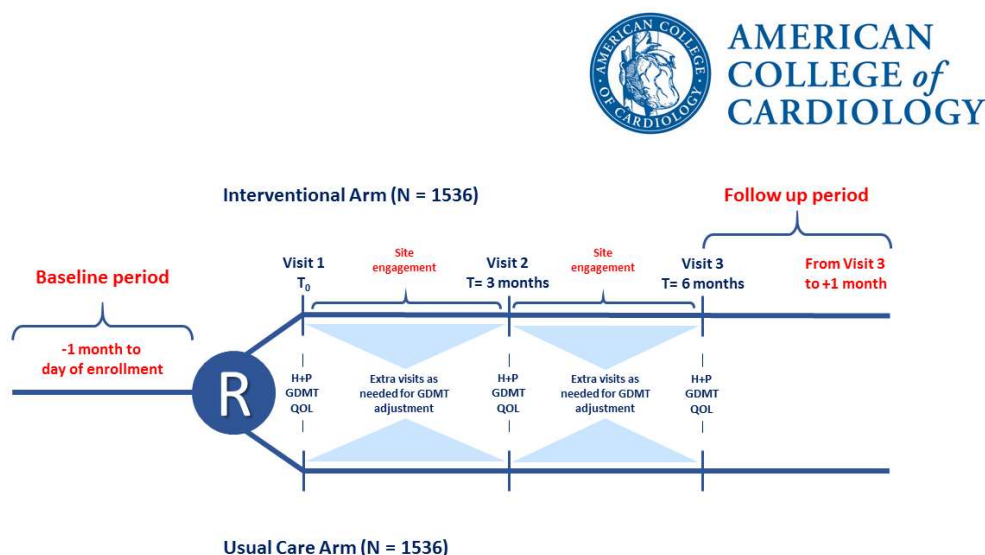 AMERICAN COLLEGE
OF CARDIOLOGY
AMERICAN
COLLEGE of
CARDIOLOGY
Interventional Arm (N = 1536)
Follow up period
Baseline period
-1 month to
day of enrollment
R
Visit 1
T0
Site
engagement
Visit 2
T= 3 months
Site
engagement
Visit 3
T= 6 months
From Visit 3
to +1 month
H+P
GDMT
QOL
Extra visits as
needed for GDMT
adjustment
H+P
GDMT
QOL
Extra visits as
needed for GDMT
adjustment
H+P
GDMT
QOL
Usual Care Arm (N = 1536)